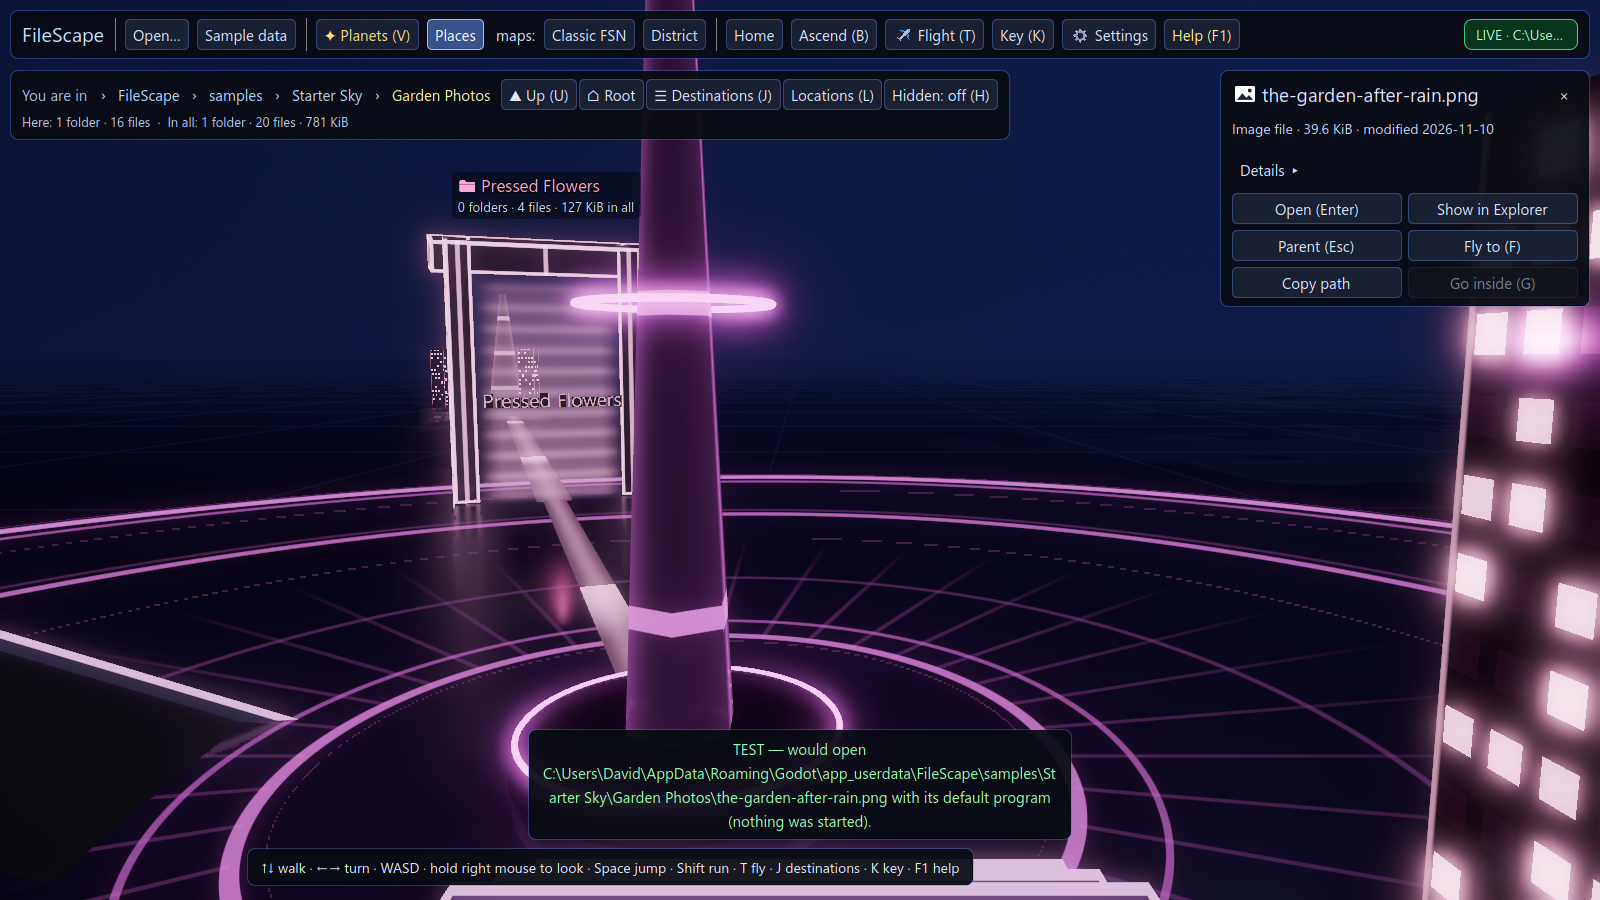 FileScape Open... Sample data ✦ Planets (V) Places maps: Classic FSN District Home Ascend (B) Flight (T) Key (K) Settings Help (F1) LIVE · C:\Use...
You are in › FileScape › samples › Starter Sky › Garden Photos ▲ Up (U) Root ☰ Destinations (J) Locations (L) Hidden: off (H)
Here: 1 folder · 16 files · In all: 1 folder · 20 files · 781 KiB
the-garden-after-rain.png ×
Image file · 39.6 KiB · modified 2026-11-10
Details ▸
Open (Enter) Show in Explorer
Parent (Esc) Fly to (F)
Copy path Go inside (G)
Pressed Flowers
0 folders · 4 files · 127 KiB in all
Pressed Flowers
TEST — would open
C:\Users\David\AppData\Roaming\Godot\app_userdata\FileScape\samples\St
arter Sky\Garden Photos\the-garden-after-rain.png with its default program
(nothing was started).
↑↓ walk · ←→ turn · WASD · hold right mouse to look · Space jump · Shift run · T fly · J destinations · K key · F1 help